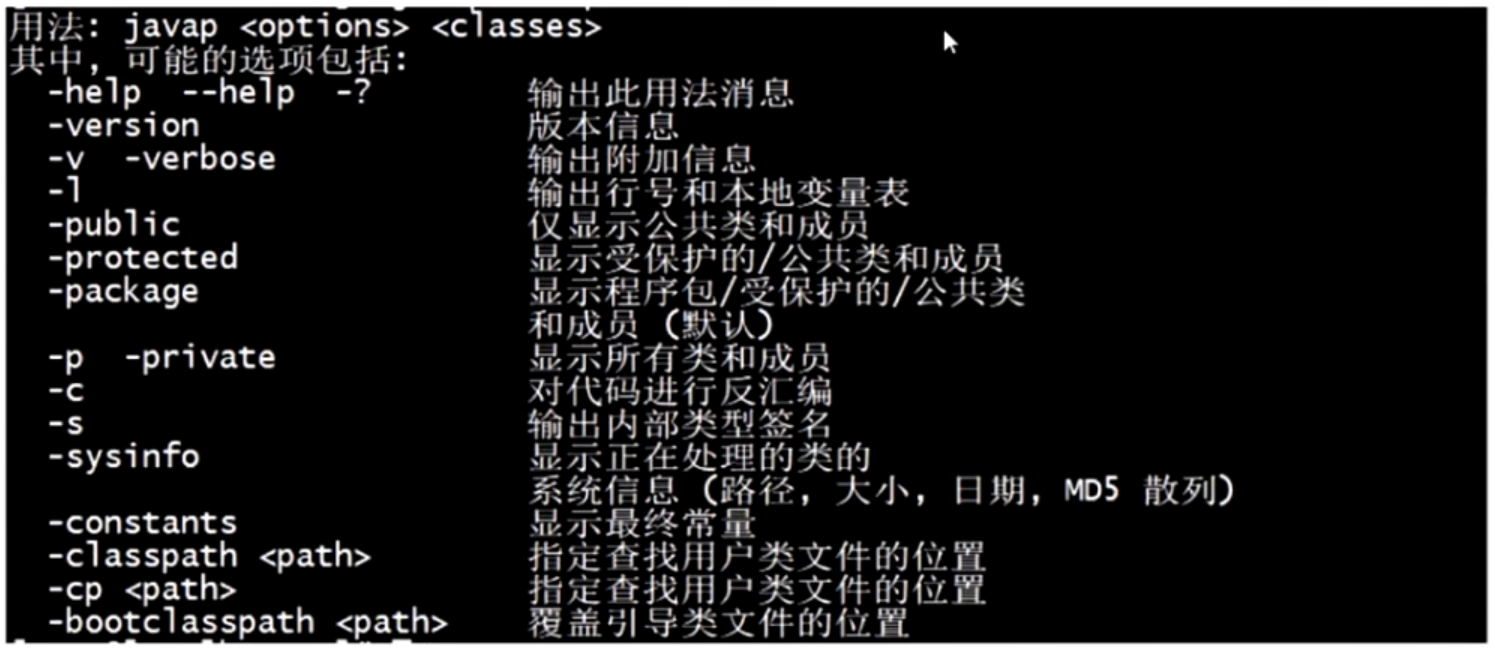 用法: javap <options> <classes>
其中, 可能的选项包括:
-help --help -? 输出此用法消息
-version 版本信息
-v -verbose 输出附加信息
-l 输出行号和本地变量表
-public 仅显示公共类和成员
-protected 显示受保护的/公共类和成员
-package 显示程序包/受保护的/公共类
和成员 (默认)
-p -private 显示所有类和成员
-c 对代码进行反汇编
-s 输出内部类型签名
-sysinfo 显示正在处理的类的
系统信息 (路径, 大小, 日期, MD5 散列)
-constants 显示最终常量
-classpath <path> 指定查找用户类文件的位置
-cp <path> 指定查找用户类文件的位置
-bootclasspath <path> 覆盖引导类文件的位置